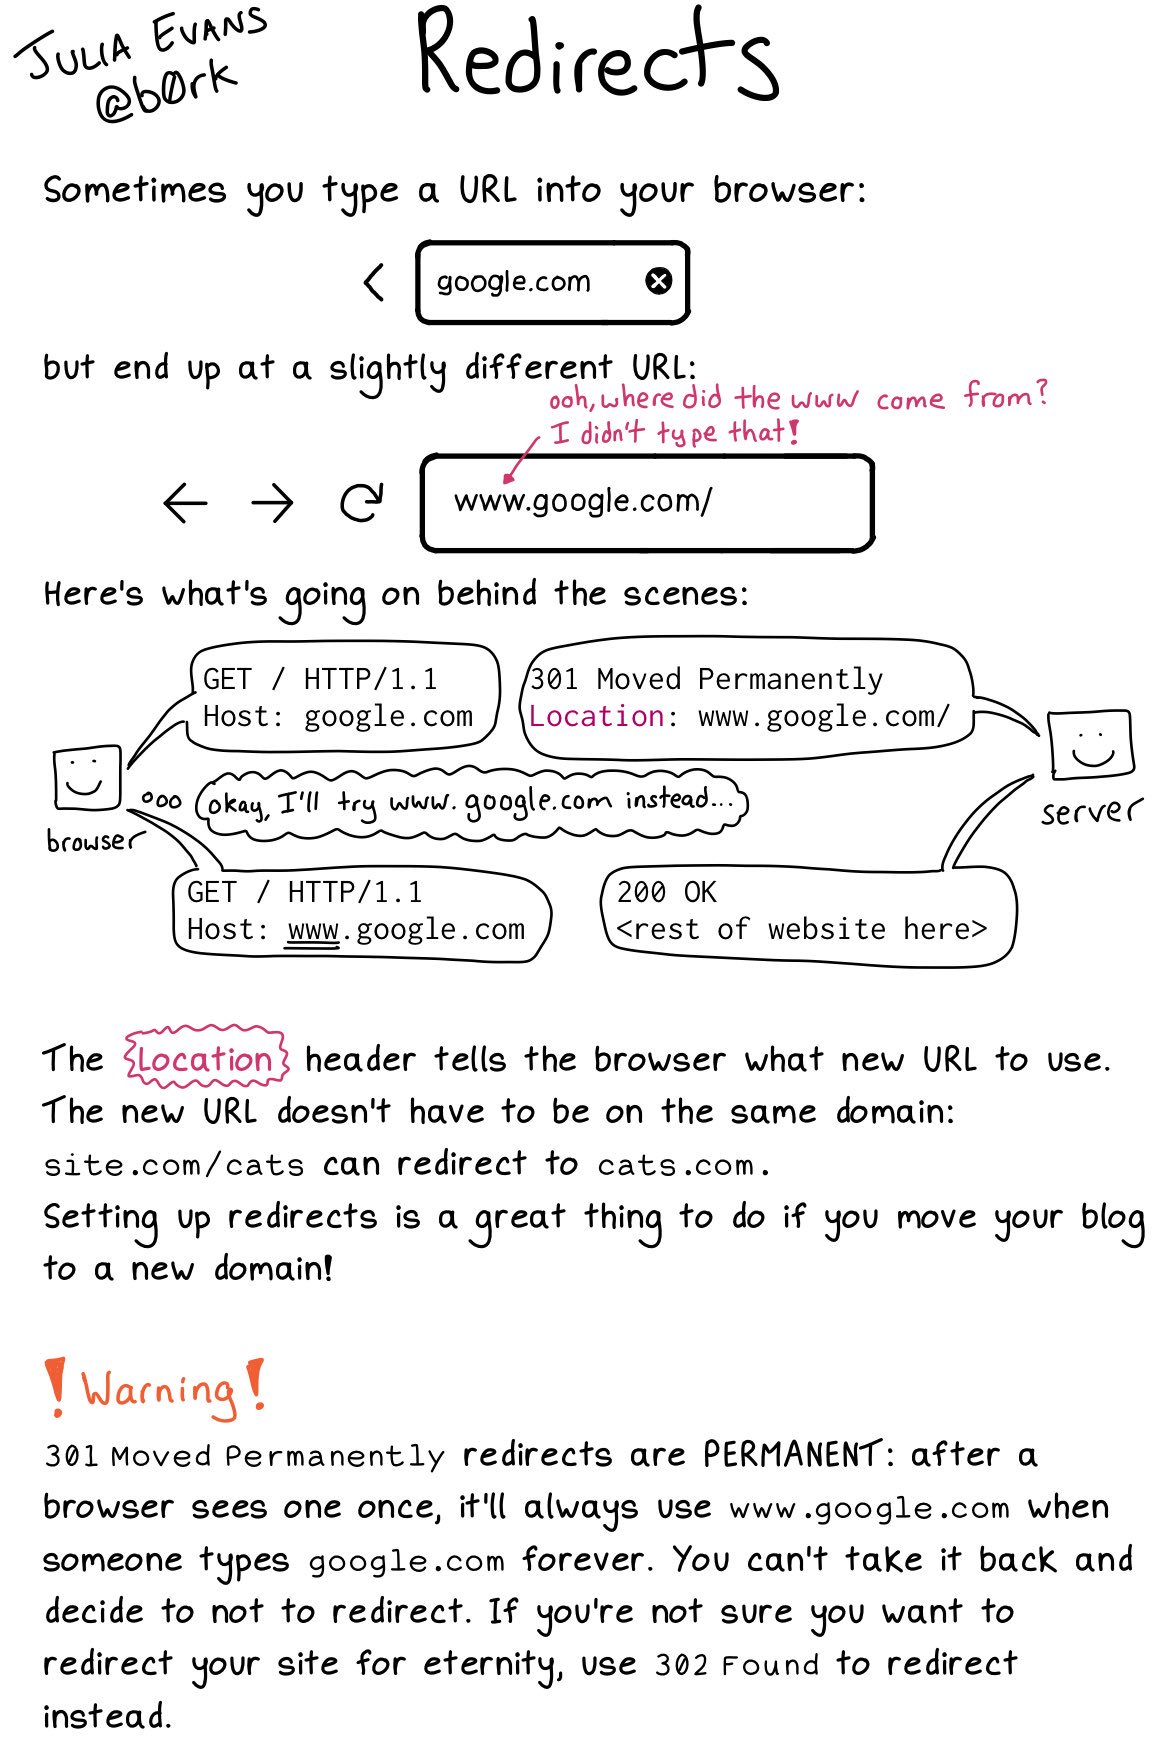 JULIA EVANS
@b0rk
Redirects
Sometimes you type a URL into your browser:
google.com
but end up at a slightly different URL:
ooh, where did the www come from?
I didn't type that!
www.google.com/
Here's what's going on behind the scenes:
GET / HTTP/1.1
Host: google.com
301 Moved Permanently
Location: www.google.com/
browser
okay, I'll try www.google.com instead...
server
GET / HTTP/1.1
Host: www.google.com
200 OK
<rest of website here>
The Location header tells the browser what new URL to use.
The new URL doesn't have to be on the same domain:
site.com/cats can redirect to cats.com.
Setting up redirects is a great thing to do if you move your blog
to a new domain!
! Warning !
301 Moved Permanently redirects are PERMANENT: after a
browser sees one once, it'll always use www.google.com when
someone types google.com forever. You can't take it back and
decide to not to redirect. If you're not sure you want to
redirect your site for eternity, use 302 Found to redirect
instead.